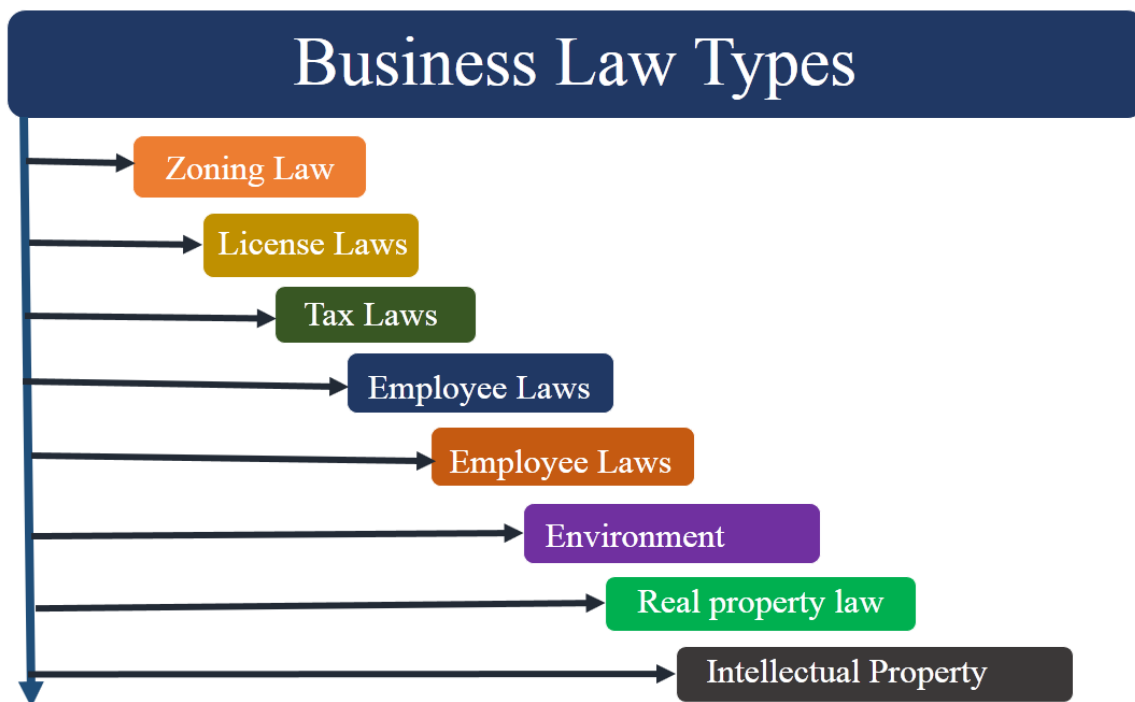 Business Law Types
Zoning Law
License Laws
Tax Laws
Employee Laws
Employee Laws
Environment
Real property law
Intellectual Property